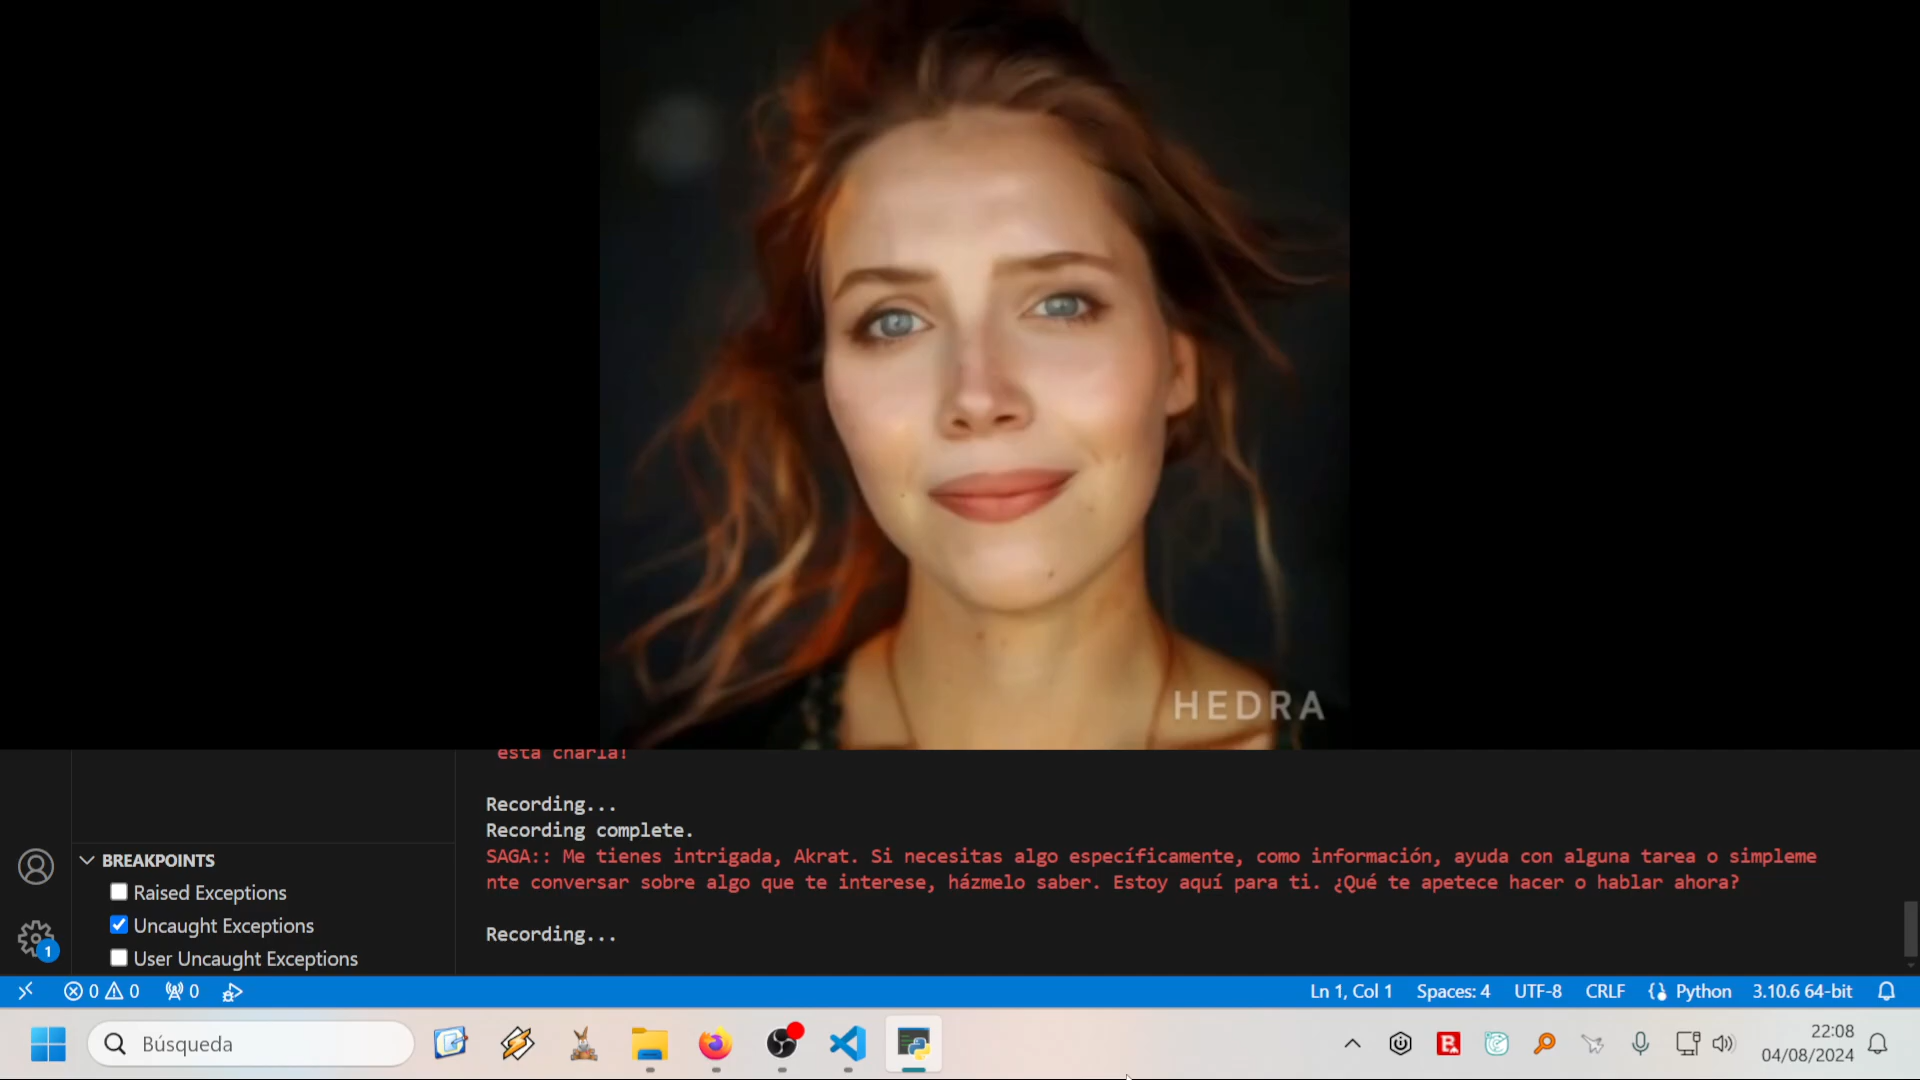 HEDRA
esta charla!
Recording...
Recording complete.
SAGA:: Me tienes intrigada, Akrat. Si necesitas algo específicamente, como información, ayuda con alguna tarea o simpleme
nte conversar sobre algo que te interese, házmelo saber. Estoy aquí para ti. ¿Qué te apetece hacer o hablar ahora?
Recording...
BREAKPOINTS
Raised Exceptions
Uncaught Exceptions
User Uncaught Exceptions
1
0 0 0 Ln 1, Col 1 Spaces: 4 UTF-8 CRLF Python 3.10.6 64-bit
Búsqueda
22:08
04/08/2024